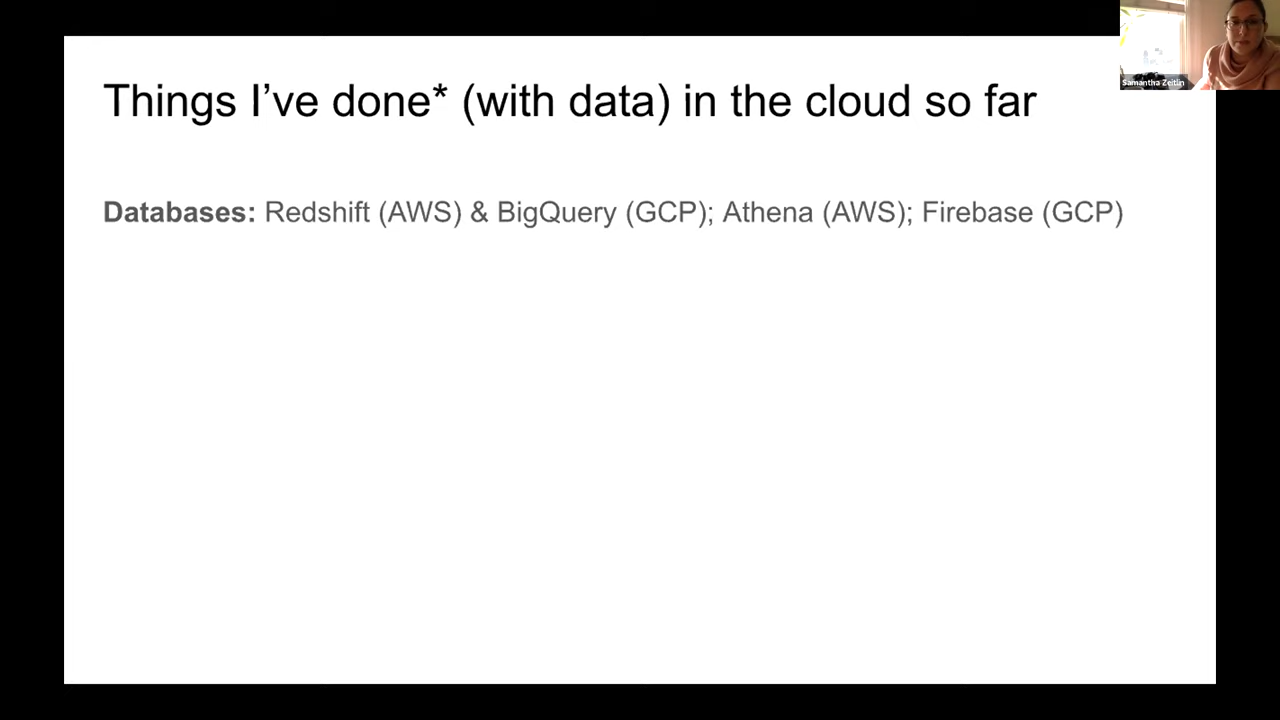 Things I’ve done* (with data) in the cloud so far
Samantha Zeitlin
Databases: Redshift (AWS) & BigQuery (GCP); Athena (AWS); Firebase (GCP)